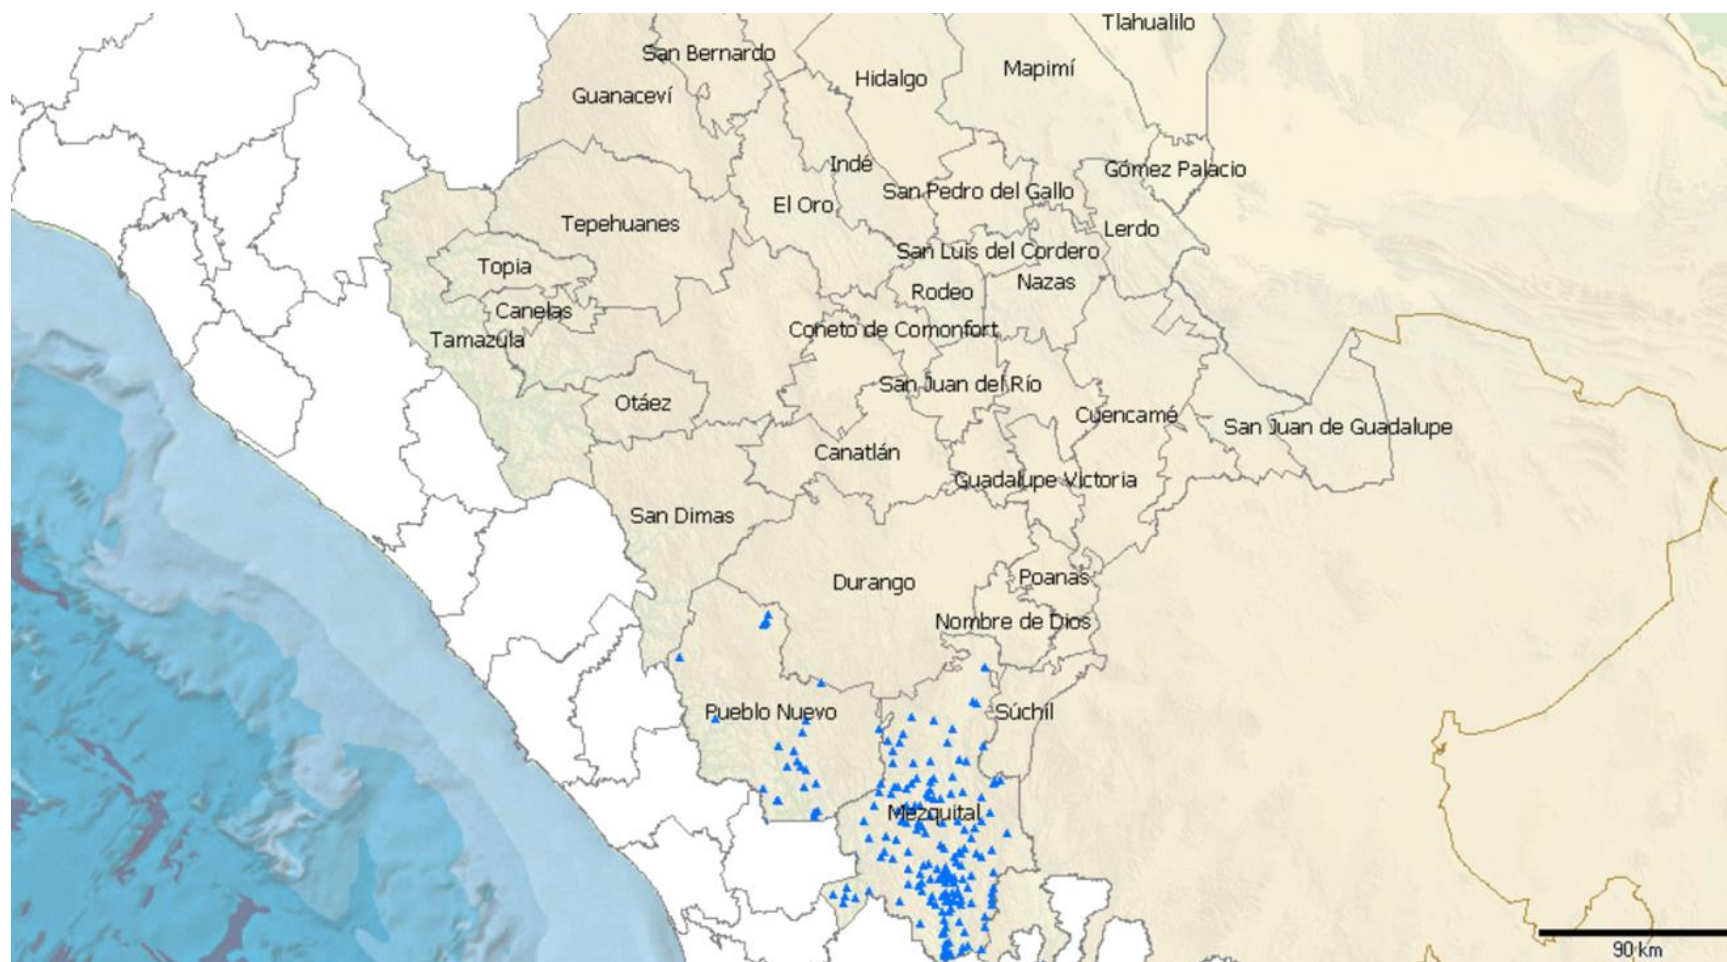 Tlahualilo
San Bernardo
Mapimí
Hidalgo
Guanaceví
Indé
Gómez Palacio
San Pedro del Gallo
El Oro
Tepehuanes
Lerdo
San Luis del Cordero
Topia
Nazas
Rodeo
Canelas
Coneto de Comonfort
Tamazula
San Juan del Río
Otáez
Cuencamé
San Juan de Guadalupe
Canatlán
Guadalupe Victoria
San Dimas
Poanas
Durango
Nombre de Dios
Pueblo Nuevo
Súchil
Mezquital
90 km